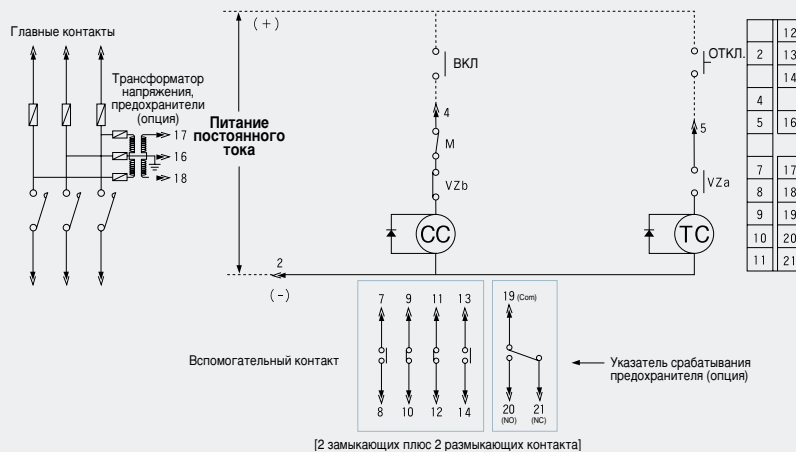 Главные контакты
Трансформатор
напряжения,
предохранители
(опция)
17
16
18
Питание
постоянного
тока
(+)
ВКЛ
4
M
VZb
CC
ОТКЛ.
5
VZa
TC
2
(-)
12
2 13
14
4
5 16
7 17
8 18
9 19
10 20
11 21
Вспомогательный контакт
7 9 11 13
8 10 12 14
19 (Com)
20 21
(NO) (NC)
Указатель срабатывания
предохранителя (опция)
[2 замыкающих плюс 2 размыкающих контакта]